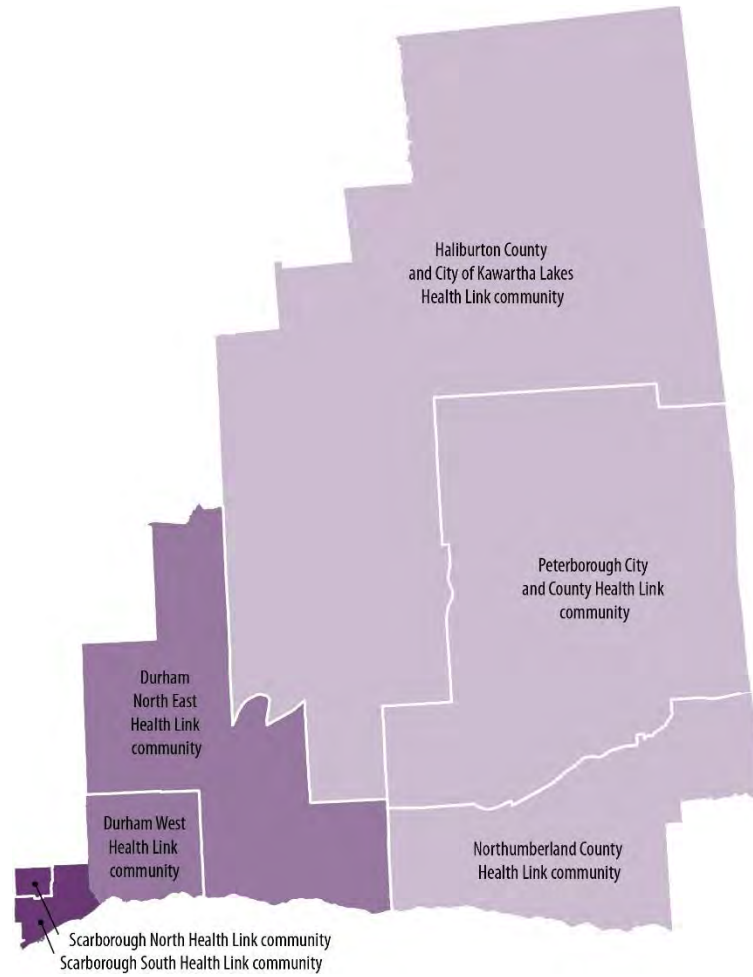 Haliburton County
and City of Kawartha Lakes
Health Link community
Peterborough City
and County Health Link
community
Durham
North East
Health Link
community
Durham West
Health Link
community
Northumberland County
Health Link community
Scarborough North Health Link community
Scarborough South Health Link community